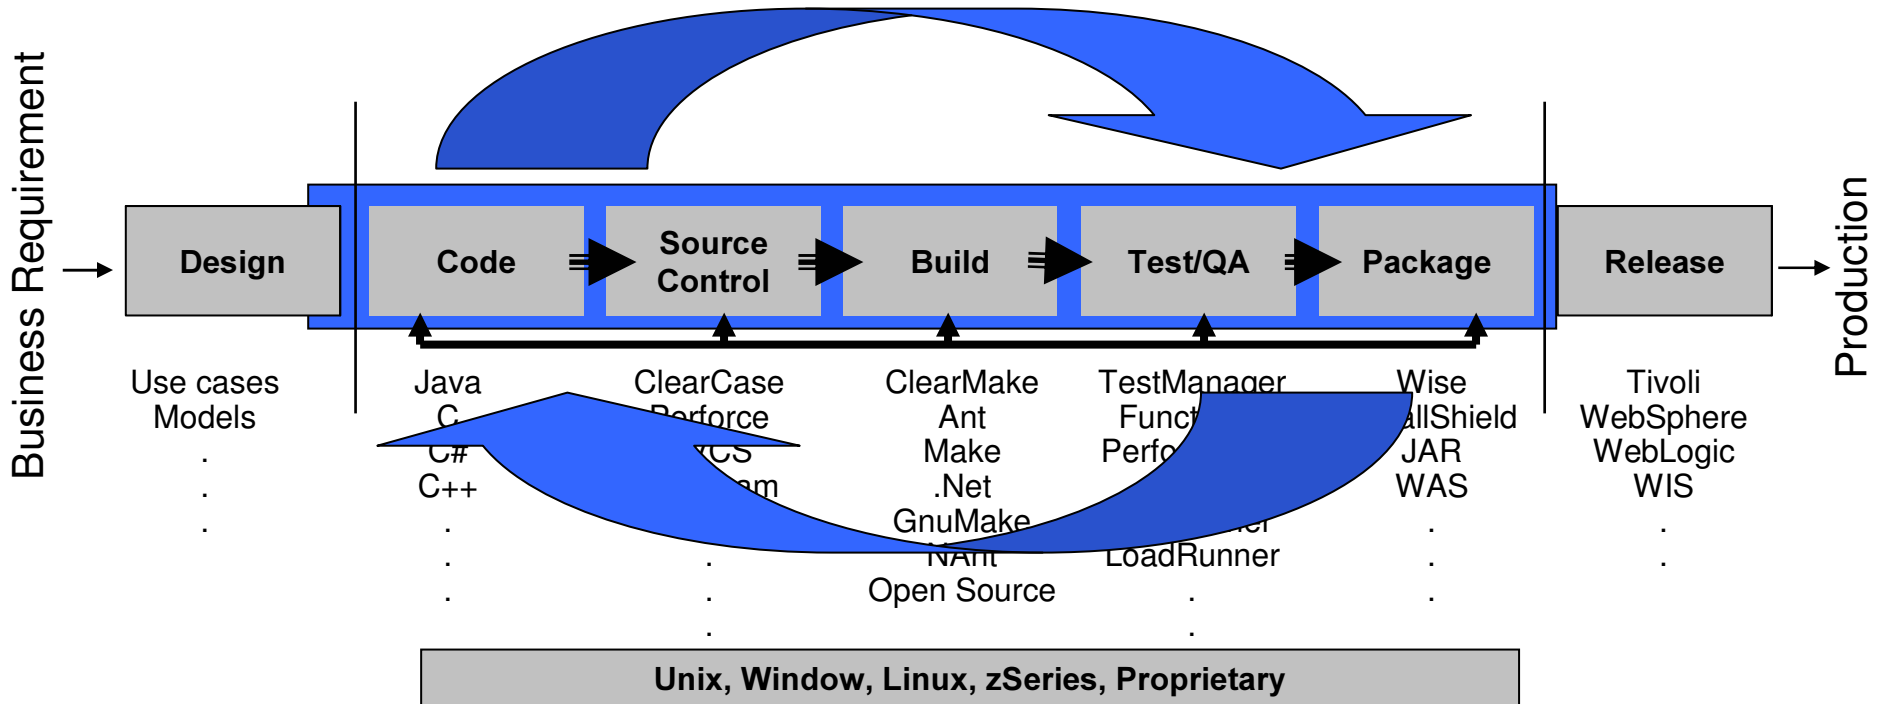 Business Requirement
Design
Code
Source
Control
Build
Test/QA
Package
Release
Production
Use cases
Models
.
.
.
Java
C
C#
C++
.
.
.
ClearCase
Perforce
.
.
.
ClearMake
Ant
Make
.Net
GnuMake
NAnt
Open Source
TestManager
LoadRunner
.
.
Wise
JAR
WAS
.
.
.
Tivoli
WebSphere
WebLogic
WIS
.
.
Unix, Window, Linux, zSeries, Proprietary